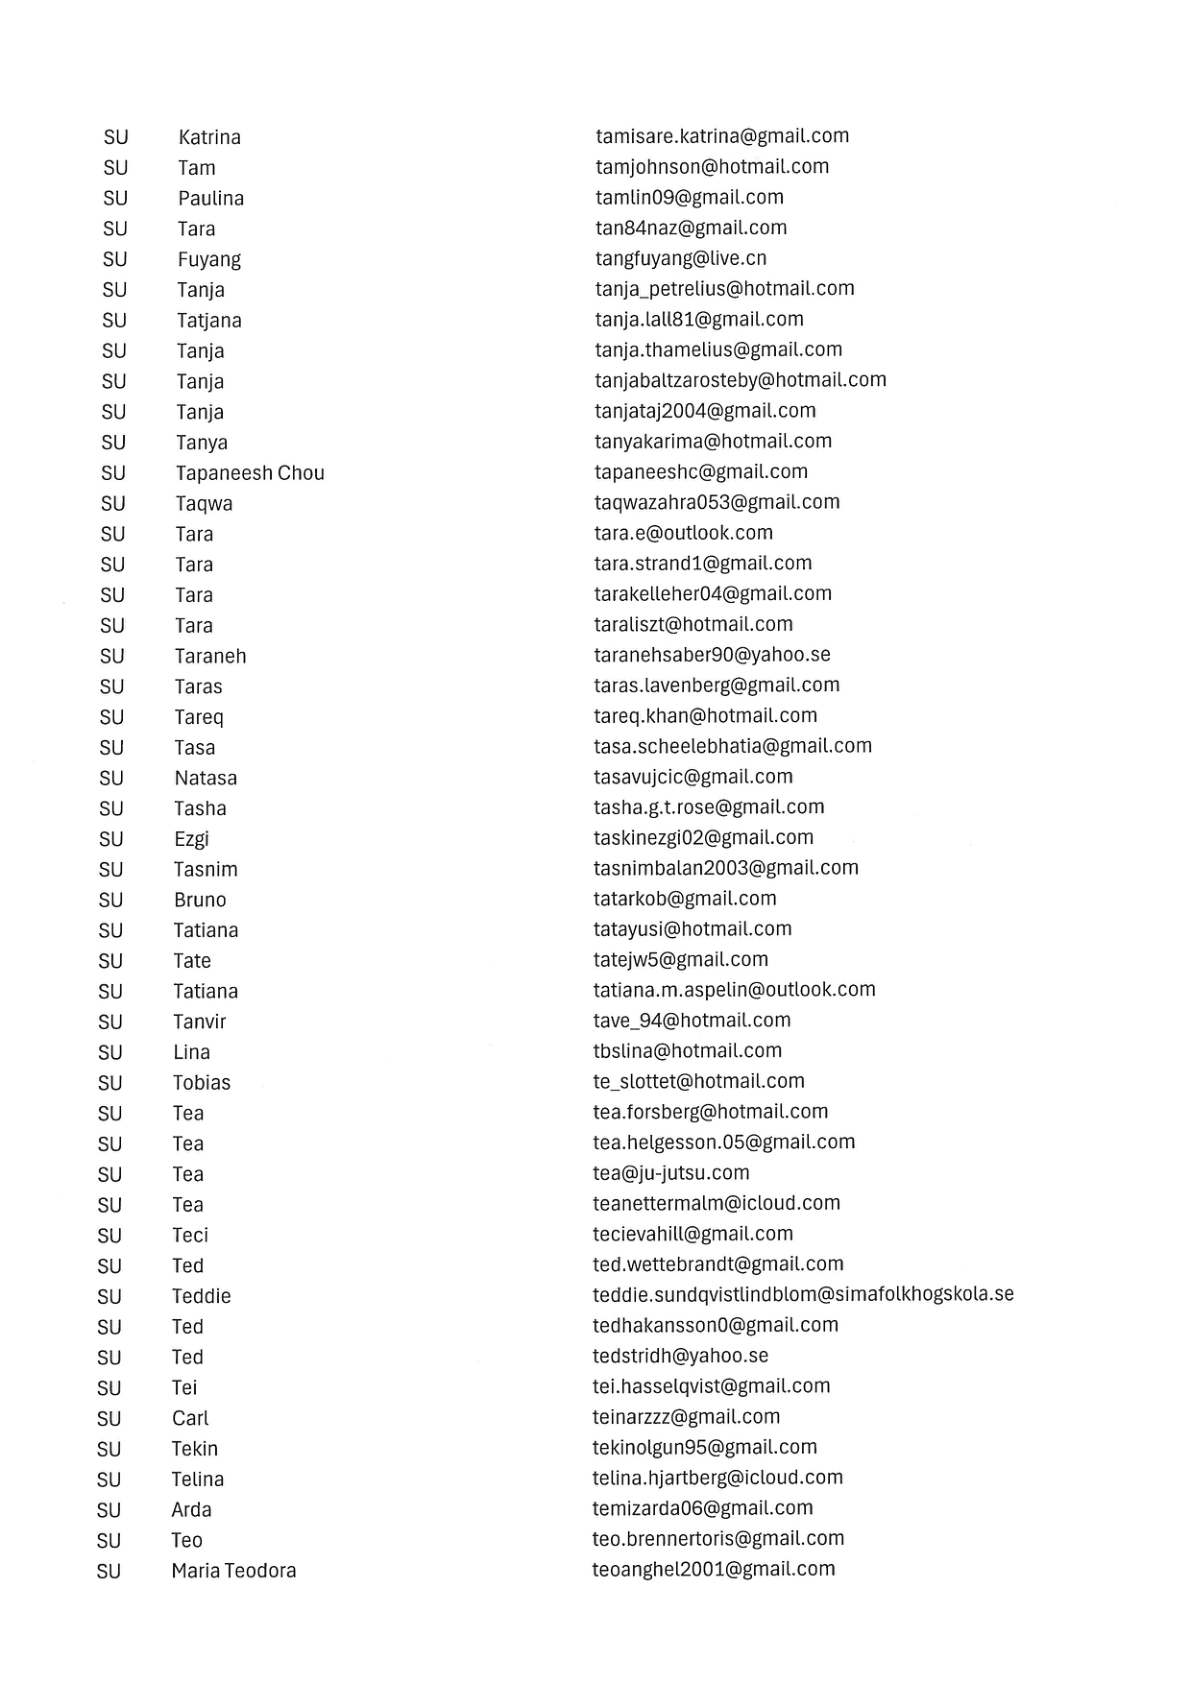 SU Katrina tamisare.katrina@gmail.com
SU Tam tamjohnson@hotmail.com
SU Paulina tamlin09@gmail.com
SU Tara tan84naz@gmail.com
SU Fuyang tangfuyang@live.cn
SU Tanja tanja_petrelius@hotmail.com
SU Tatjana tanja.lall81@gmail.com
SU Tanja tanja.thamelius@gmail.com
SU Tanja tanjabaltzarosteby@hotmail.com
SU Tanja tanjataj2004@gmail.com
SU Tanya tanyakarima@hotmail.com
SU Tapaneesh Chou tapaneeshc@gmail.com
SU Taqwa taqwazahra053@gmail.com
SU Tara tara.e@outlook.com
SU Tara tara.strand1@gmail.com
SU Tara tarakelleher04@gmail.com
SU Tara taraliszt@hotmail.com
SU Taraneh taranehsaber90@yahoo.se
SU Taras taras.lavenberg@gmail.com
SU Tareq tareq.khan@hotmail.com
SU Tasa tasa.scheelebhatia@gmail.com
SU Natasa tasavujcic@gmail.com
SU Tasha tasha.g.t.rose@gmail.com
SU Ezgi taskinezgi02@gmail.com
SU Tasnim tasnimbalan2003@gmail.com
SU Bruno tatarkob@gmail.com
SU Tatiana tatayusi@hotmail.com
SU Tate tatejw5@gmail.com
SU Tatiana tatiana.m.aspelin@outlook.com
SU Tanvir tave_94@hotmail.com
SU Lina tbslina@hotmail.com
SU Tobias te_slottet@hotmail.com
SU Tea tea.forsberg@hotmail.com
SU Tea tea.helgesson.05@gmail.com
SU Tea tea@ju-jutsu.com
SU Tea teanettermalm@icloud.com
SU Teci tecievahill@gmail.com
SU Ted ted.wettebrandt@gmail.com
SU Teddie teddie.sundqvistlindblom@simafolkhogskola.se
SU Ted tedhakansson0@gmail.com
SU Ted tedstridh@yahoo.se
SU Tei tei.hasselqvist@gmail.com
SU Carl teinarzzz@gmail.com
SU Tekin tekinolgun95@gmail.com
SU Telina telina.hjartberg@icloud.com
SU Arda temizarda06@gmail.com
SU Teo teo.brennertoris@gmail.com
SU Maria Teodora teoanghel2001@gmail.com